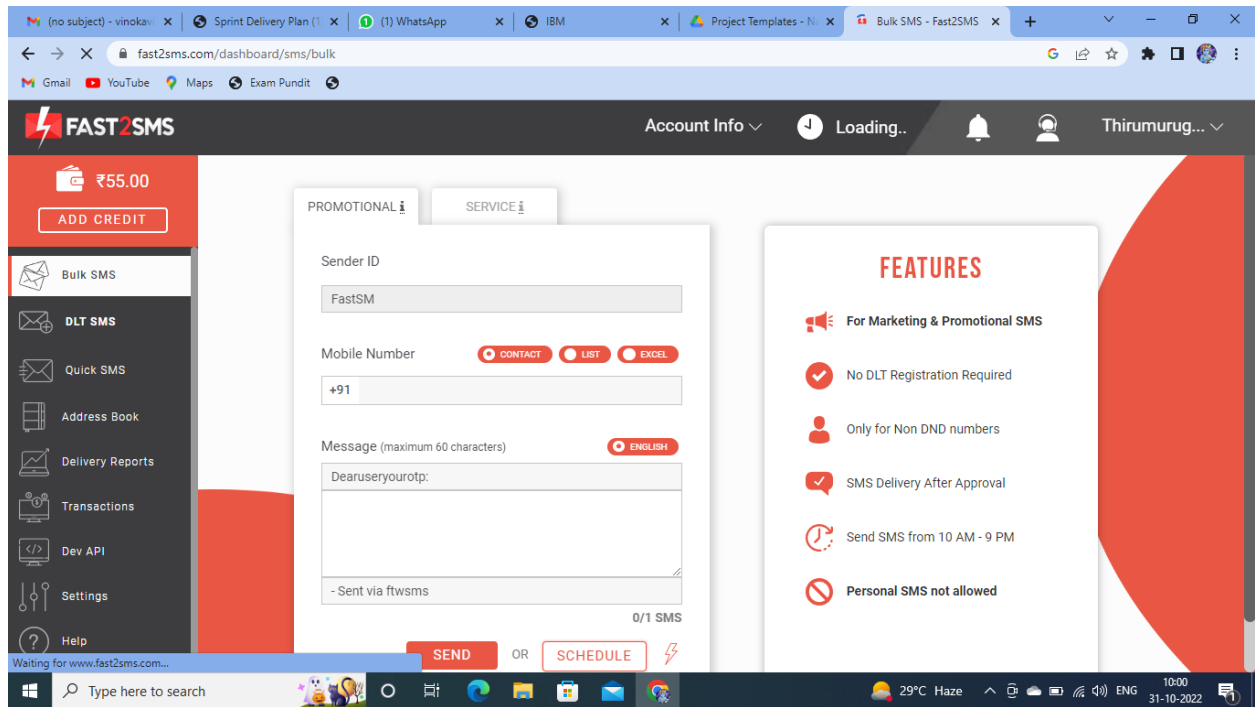 (no subject) - vinokav
Sprint Delivery Plan (1
(1) WhatsApp
IBM
Project Templates - N
Bulk SMS - Fast2SMS
fast2sms.com/dashboard/sms/bulk
Gmail
YouTube
Maps
Exam Pundit
FAST2SMS
Account Info
Loading..
Thirumurug...
₹55.00
ADD CREDIT
Bulk SMS
DLT SMS
Quick SMS
Address Book
Delivery Reports
Transactions
Dev API
Settings
Help
Waiting for www.fast2sms.com...
PROMOTIONAL i
SERVICE i
Sender ID
FastSM
Mobile Number
CONTACT
LIST
EXCEL
+91
Message (maximum 60 characters)
ENGLISH
Dearuseryourotp:
- Sent via ftwsms
0/1 SMS
SEND
OR
SCHEDULE
FEATURES
For Marketing & Promotional SMS
No DLT Registration Required
Only for Non DND numbers
SMS Delivery After Approval
Send SMS from 10 AM - 9 PM
Personal SMS not allowed
Type here to search
29°C Haze
ENG
10:00
31-10-2022